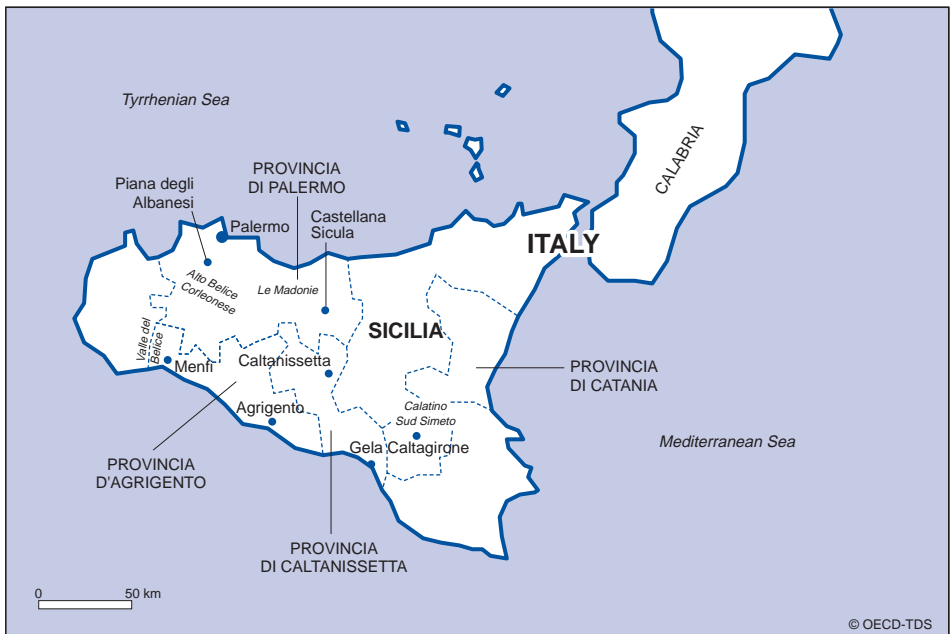 Tyrrhenian Sea
CALABRIA
PROVINCIA
DI PALERMO
Piana degli
Albanesi
Palermo
Castellana
Sicula
ITALY
Alto Belice
Corleonese
Le Madonie
SICILIA
Valle del
Belice
Menfi
Caltanissetta
PROVINCIA
DI CATANIA
Agrigento
Calatino
Sud Simeto
Gela
Caltagirone
Mediterranean Sea
PROVINCIA
D'AGRIGENTO
PROVINCIA
DI CALTANISSETTA
0
50 km
© OECD-TDS